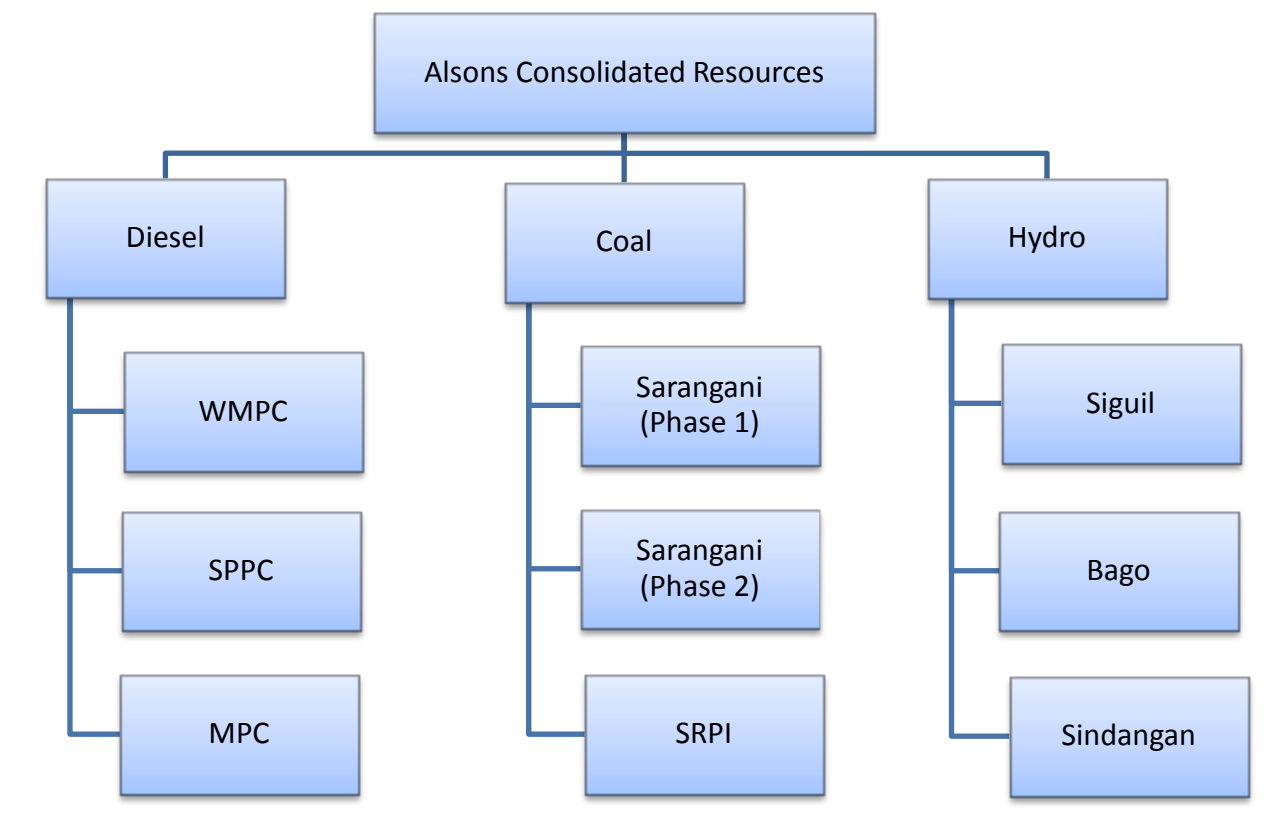 Alsons Consolidated Resources
Diesel
Coal
Hydro
WMPC
Sarangani
(Phase 1)
Siguil
SPPC
Sarangani
(Phase 2)
Bago
MPC
SRPI
Sindangan